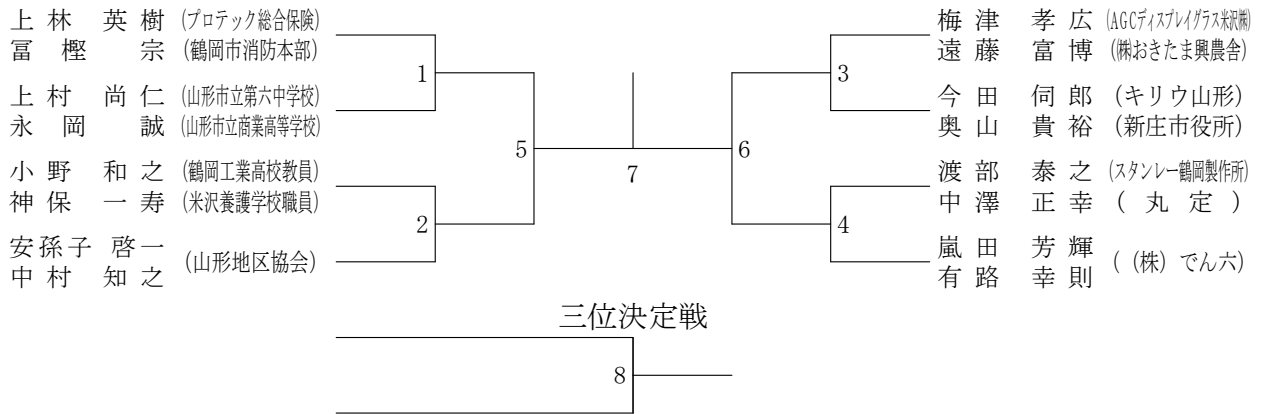 上林 英樹 (プロテック総合保険)
冨樫 宗 (鶴岡市消防本部)
1
上村 尚仁 (山形市立第六中学校)
永岡 誠 (山形市立商業高等学校)
5
小野 和之 (鶴岡工業高校教員)
神保 一寿 (米沢養護学校職員)
2
安孫子 啓一
中村 知之
(山形地区協会)
7
梅津 孝広 (AGCディスプレイグラス米沢㈱)
遠藤 富博 (㈱おきたま興農舎)
3
今田 伺郎 (キリウ山形)
奥山 貴裕 (新庄市役所)
6
渡部 泰之 (スタンレー鶴岡製作所)
中澤 正幸 (丸定)
4
嵐田 芳輝
有路 幸則
((株)でん六)
三位決定戦
8